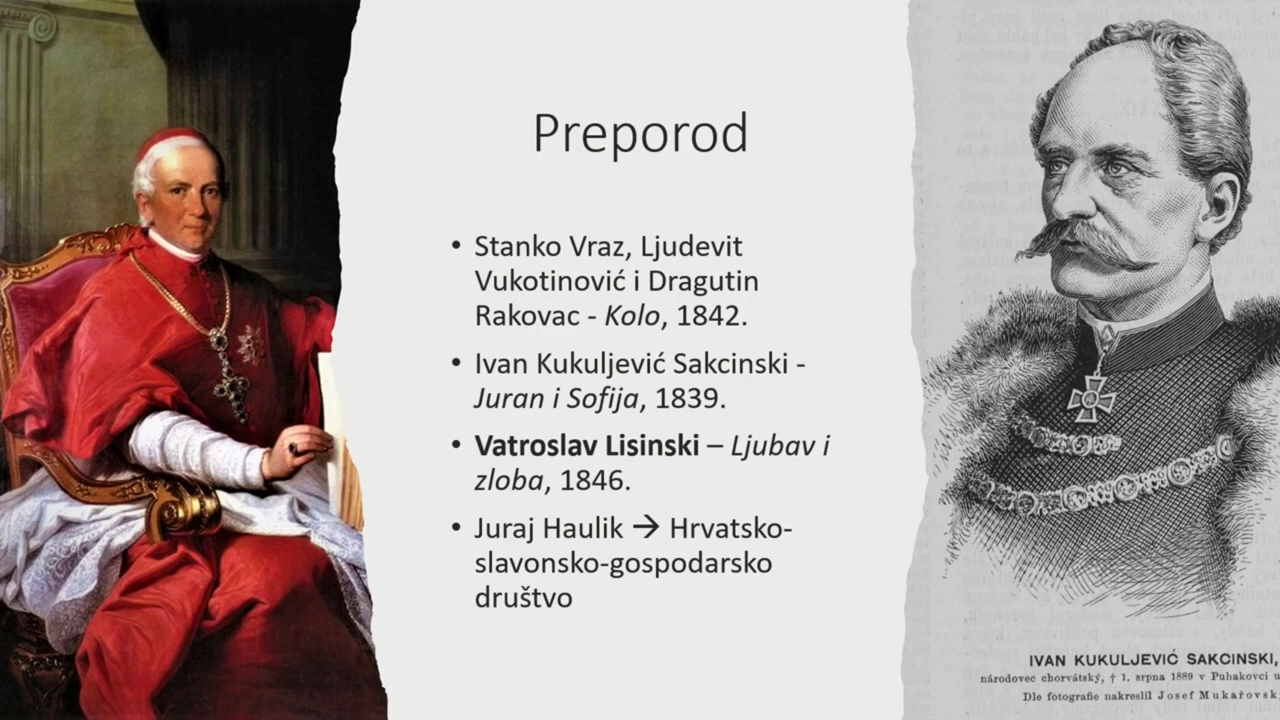 Preporod
• Stanko Vraz, Ljudevit
Vukotinović i Dragutin
Rakovac - Kolo, 1842.
• Ivan Kukuljević Sakcinski -
Juran i Sofija, 1839.
• Vatroslav Lisinski – Ljubav i
zloba, 1846.
• Juraj Haulik → Hrvatsko-
slavonsko-gospodarsko
društvo
IVAN KUKULJEVIĆ SAKCINSKI,
národovec chorvátský, † 1. srpna 1889 v Puhakovci u
Dle fotografie nakreslil Josef